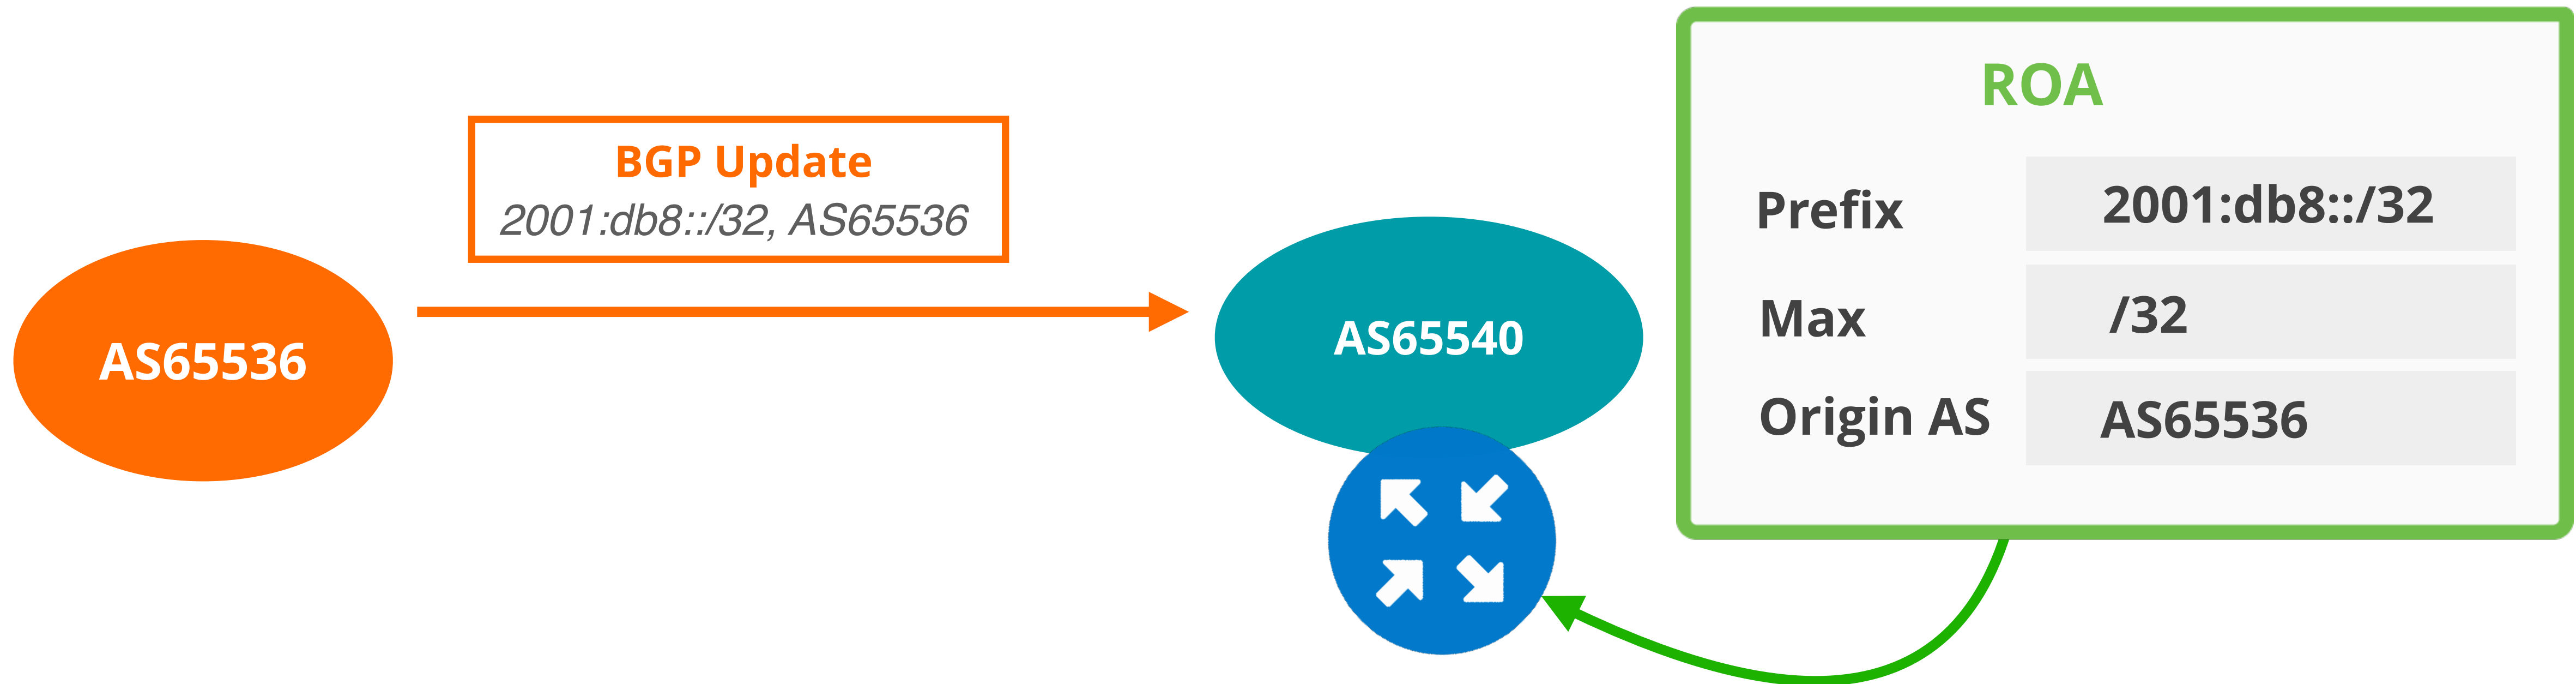 AS65536
BGP Update
2001:db8::/32, AS65536
AS65540
ROA
Prefix 2001:db8::/32
Max /32
Origin AS AS65536